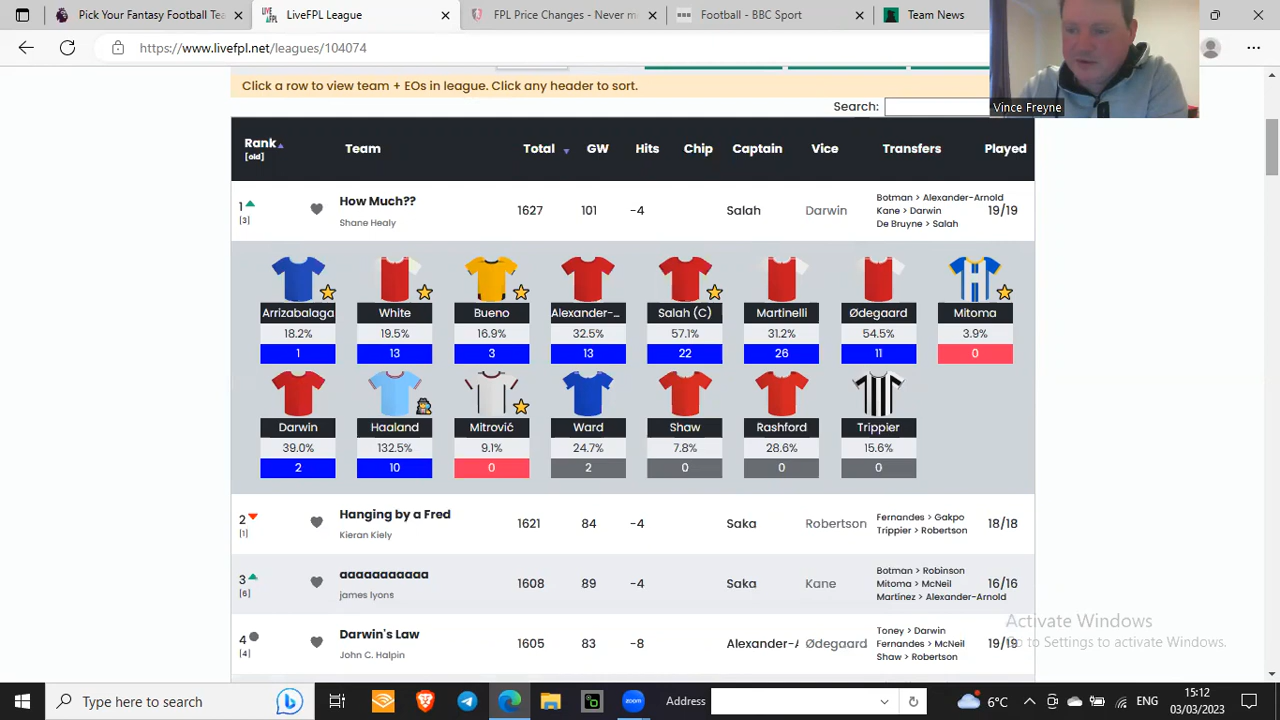 Pick Your Fantasy Football Te
LiveFPL League
FPL Price Changes - Never m
Football - BBC Sport
Team News
https://www.livefpl.net/leagues/104074
Click a row to view team + EOs in league. Click any header to sort.
Search:
Vince Freyne
Rank
[old]
Team
Total
GW
Hits
Chip
Captain
Vice
Transfers
Played
1
[3]
How Much??
Shane Healy
1627
101
-4
Salah
Darwin
Botman > Alexander-Arnold
Kane > Darwin
De Bruyne > Salah
19/19
Arrizabalaga White Bueno Alexander-... Salah (C) Martinelli Ødegaard Mitoma
18.2% 19.5% 16.9% 32.5% 57.1% 31.2% 54.5% 3.9%
1 13 3 13 22 26 11 0
Darwin Haaland Mitrović Ward Shaw Rashford Trippier
39.0% 132.5% 9.1% 24.7% 7.8% 28.6% 15.6%
2 10 0 2 0 0 0
2
[1]
Hanging by a Fred
Kieran Kiely
1621
84
-4
Saka
Robertson
Fernandes > Gakpo
Trippier > Robertson
18/18
3
[6]
aaaaaaaaaaa
james lyons
1608
89
-4
Saka
Kane
Botman > Robinson
Mitoma > McNeil
Martínez > Alexander-Arnold
16/16
4
[4]
Darwin's Law
John C. Halpin
1605
83
-8
Alexander-A
Ødegaard
Toney > Darwin
Fernandes > McNeil
Shaw > Robertson
19/19
Activate Windows
Go to Settings to activate Windows.
Type here to search
zoom
Address
6°C
ENG
15:12
03/03/2023